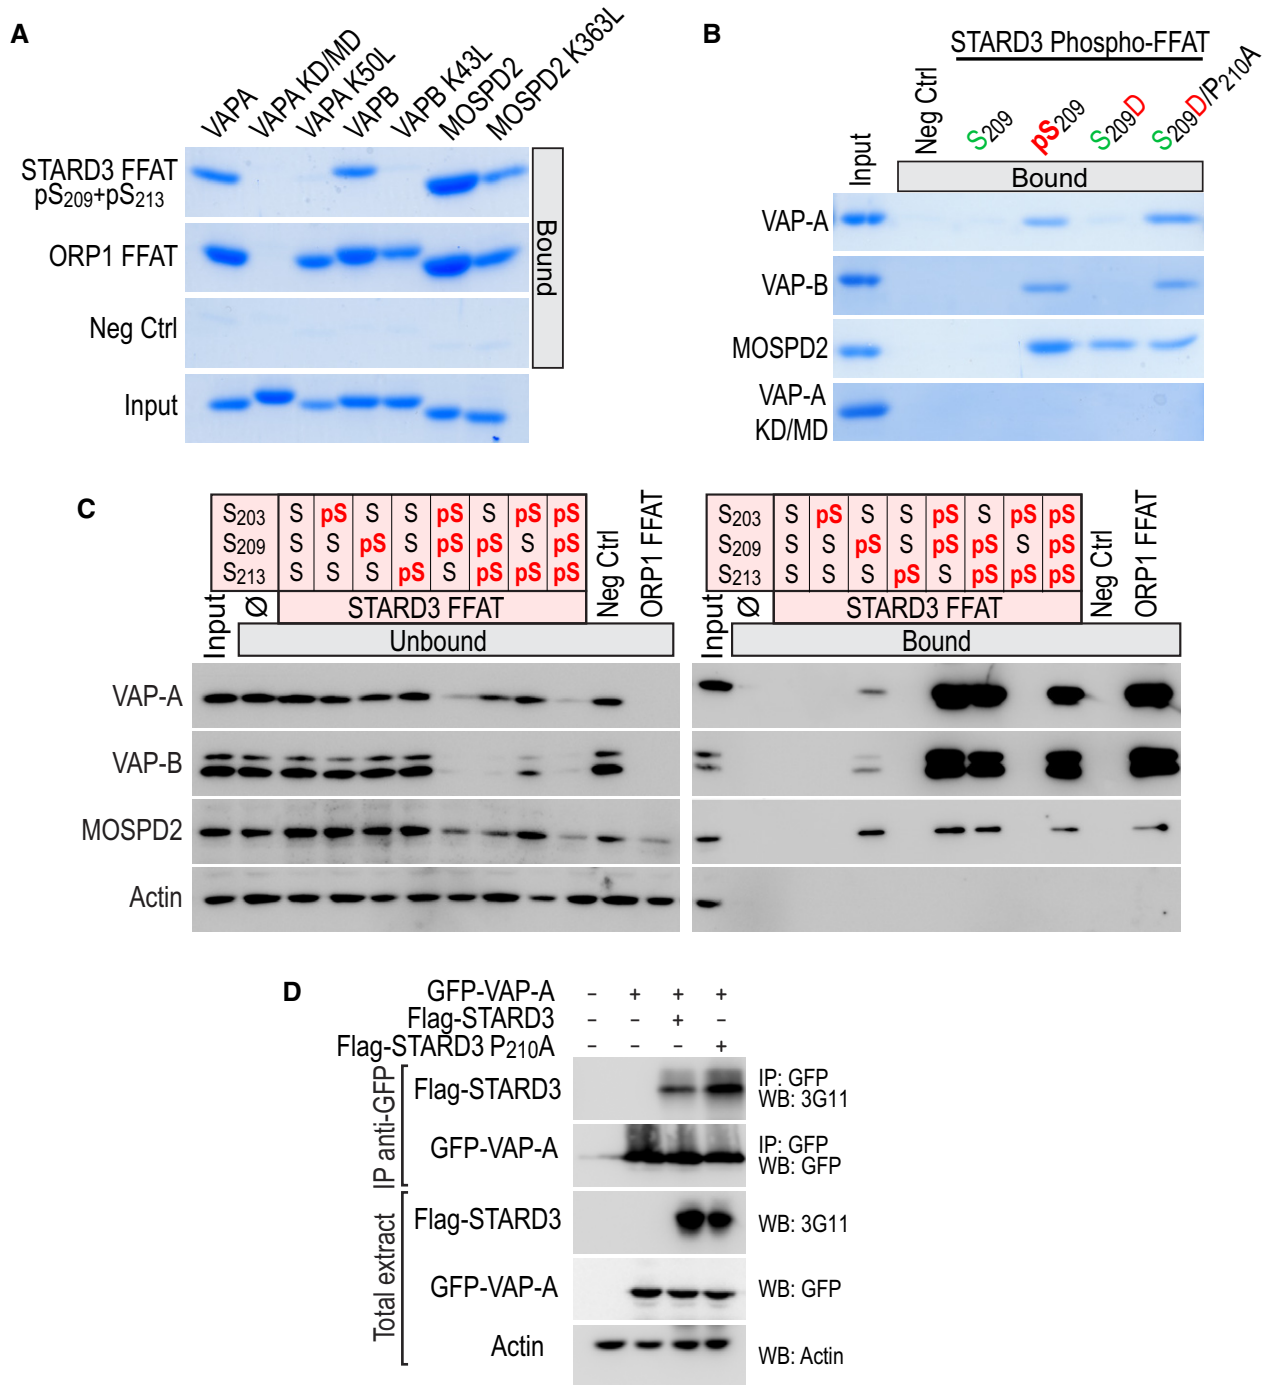 A
VAPA
VAPA KD/MD
VAPA K50L
VAPB
VAPB K43L
MOSPD2
MOSPD2 K363L
STARD3 FFAT
pS209+pS213
ORP1 FFAT
Neg Ctrl
Input
Bound
B
STARD3 Phospho-FFAT
Input
Neg Ctrl
S209
pS209
S209D
S209D/P210A
Bound
VAP-A
VAP-B
MOSPD2
VAP-A
KD/MD
C
S203 S pS S S pS S pS pS
S209 S S pS S pS pS S pS
S213 S S S pS S pS pS pS
Input
Ø
STARD3 FFAT
Neg Ctrl
ORP1 FFAT
Unbound
S203 S pS S S pS S pS pS
S209 S S pS S pS pS S pS
S213 S S S pS S pS pS pS
Input
Ø
STARD3 FFAT
Neg Ctrl
ORP1 FFAT
Bound
VAP-A
VAP-B
MOSPD2
Actin
D
GFP-VAP-A – + + +
Flag-STARD3 – – + –
Flag-STARD3 P210A – – – +
IP anti-GFP
Flag-STARD3
IP: GFP
WB: 3G11
GFP-VAP-A
IP: GFP
WB: GFP
Total extract
Flag-STARD3
WB: 3G11
GFP-VAP-A
WB: GFP
Actin
WB: Actin